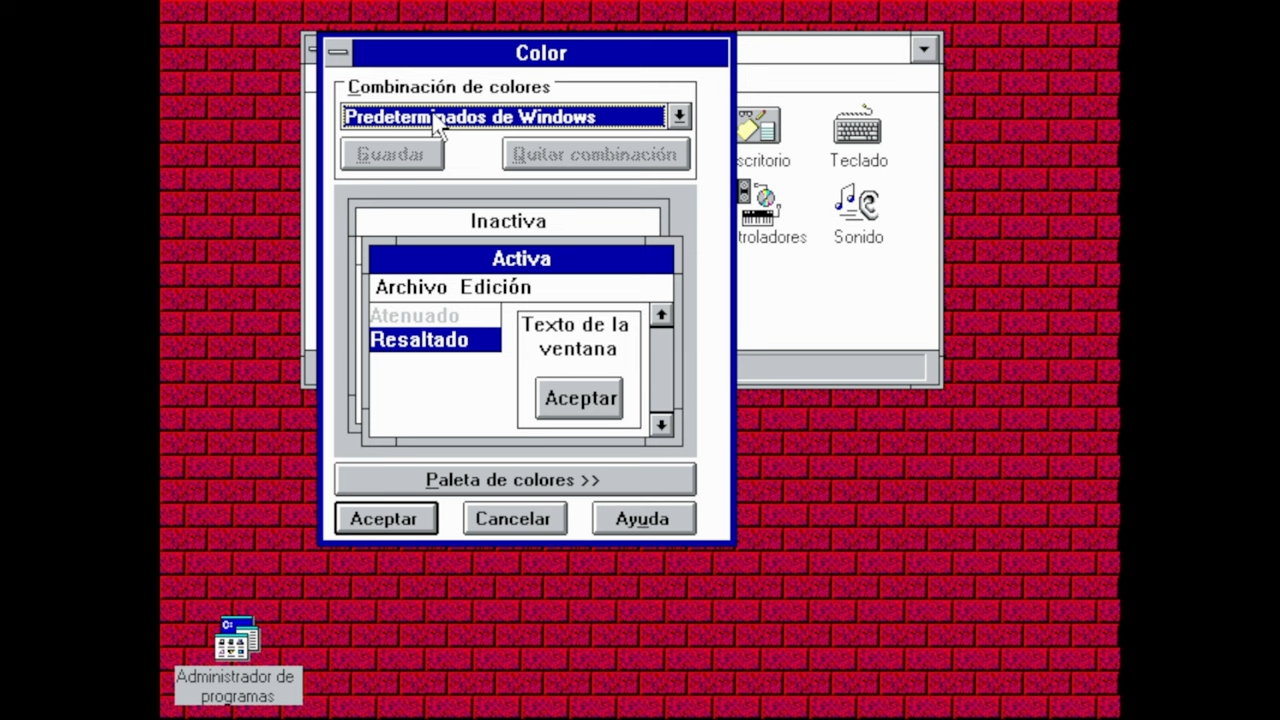 Color
Combinación de colores
Predeterminados de Windows
Guardar
Quitar combinación
Inactiva
Activa
Archivo Edición
Atenuado
Resaltado
Texto de la
ventana
Aceptar
Paleta de colores >>
Aceptar
Cancelar
Ayuda
scritorio
Teclado
troladores
Sonido
Administrador de
programas